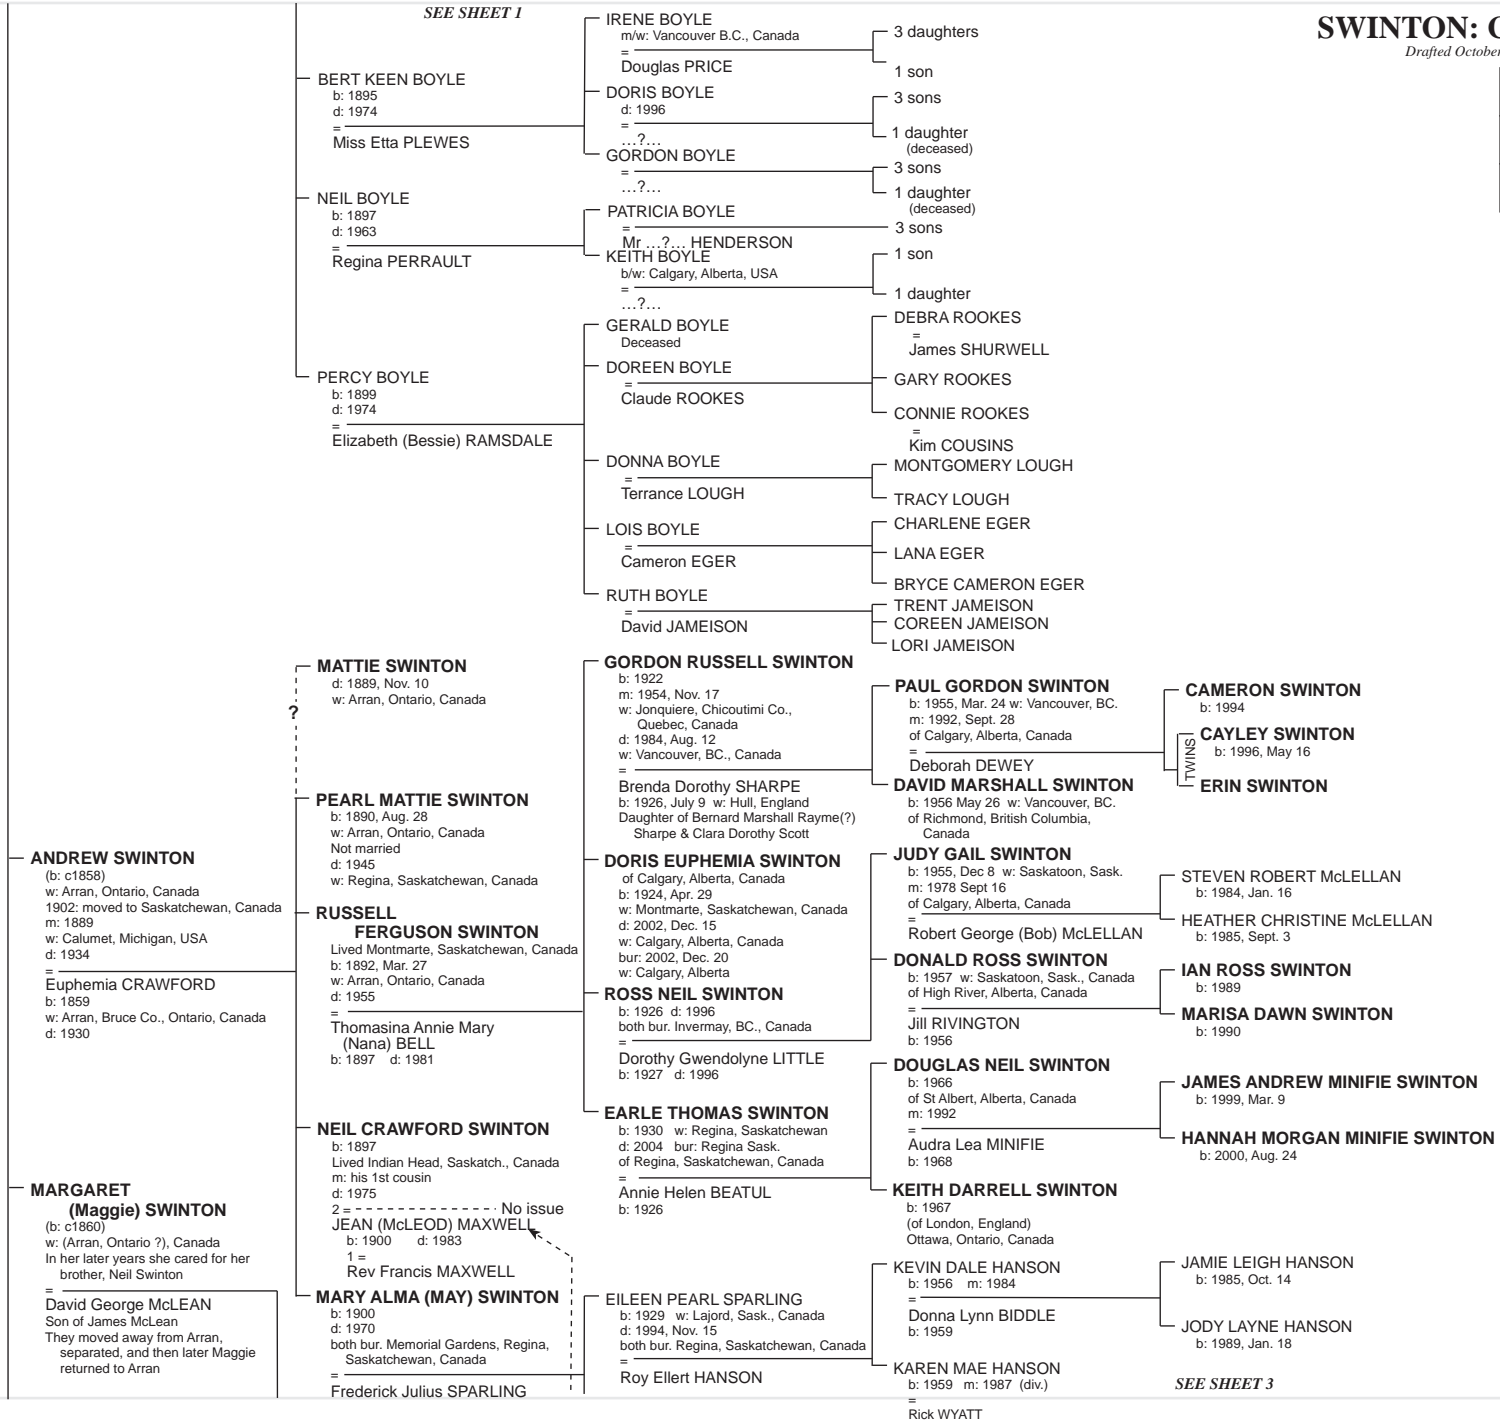 SEE SHEET 1
SWINTON: C
Drafted October
BERT KEEN BOYLE
b: 1895
d: 1974
=
Miss Etta PLEWES
NEIL BOYLE
b: 1897
d: 1963
=
Regina PERRAULT
PERCY BOYLE
b: 1899
d: 1974
=
Elizabeth (Bessie) RAMSDALE
IRENE BOYLE
m/w: Vancouver B.C., Canada
=
Douglas PRICE
DORIS BOYLE
d: 1996
=
...?...
GORDON BOYLE
=
...?...
PATRICIA BOYLE
=
Mr ...?... HENDERSON
KEITH BOYLE
b/w: Calgary, Alberta, USA
=
...?...
GERALD BOYLE
Deceased
DOREEN BOYLE
=
Claude ROOKES
DONNA BOYLE
=
Terrance LOUGH
LOIS BOYLE
=
Cameron EGER
RUTH BOYLE
=
David JAMEISON
3 daughters
1 son
3 sons
1 daughter
(deceased)
3 sons
1 daughter
(deceased)
3 sons
1 son
1 daughter
DEBRA ROOKES
=
James SHURWELL
GARY ROOKES
CONNIE ROOKES
=
Kim COUSINS
MONTGOMERY LOUGH
TRACY LOUGH
CHARLENE EGER
LANA EGER
BRYCE CAMERON EGER
TRENT JAMEISON
COREEN JAMEISON
LORI JAMEISON
ANDREW SWINTON
(b: c1858)
w: Arran, Ontario, Canada
1902: moved to Saskatchewan, Canada
m: 1889
w: Calumet, Michigan, USA
d: 1934
=
Euphemia CRAWFORD
b: 1859
w: Arran, Bruce Co., Ontario, Canada
d: 1930
MARGARET
(Maggie) SWINTON
(b: c1860)
w: (Arran, Ontario ?), Canada
In her later years she cared for her
brother, Neil Swinton
=
David George McLEAN
Son of James McLean
They moved away from Arran,
separated, and then later Maggie
returned to Arran
MATTIE SWINTON
d: 1889, Nov. 10
w: Arran, Ontario, Canada
?
PEARL MATTIE SWINTON
b: 1890, Aug. 28
w: Arran, Ontario, Canada
Not married
d: 1945
w: Regina, Saskatchewan, Canada
RUSSELL
FERGUSON SWINTON
Lived Montmarte, Saskatchewan, Canada
b: 1892, Mar. 27
w: Arran, Ontario, Canada
d: 1955
=
Thomasina Annie Mary
(Nana) BELL
b: 1897 d: 1981
NEIL CRAWFORD SWINTON
b: 1897
Lived Indian Head, Saskatch., Canada
m: his 1st cousin
d: 1975
2 = No issue
JEAN (McLEOD) MAXWELL
b: 1900 d: 1983
1 =
Rev Francis MAXWELL
MARY ALMA (MAY) SWINTON
b: 1900
d: 1970
both bur. Memorial Gardens, Regina,
Saskatchewan, Canada
=
Frederick Julius SPARLING
GORDON RUSSELL SWINTON
b: 1922
m: 1954, Nov. 17
w: Jonquiere, Chicoutimi Co.,
Quebec, Canada
d: 1984, Aug. 12
w: Vancouver, BC., Canada
=
Brenda Dorothy SHARPE
b: 1926, July 9 w: Hull, England
Daughter of Bernard Marshall Rayme(?)
Sharpe & Clara Dorothy Scott
DORIS EUPHEMIA SWINTON
of Calgary, Alberta, Canada
b: 1924, Apr. 29
w: Montmarte, Saskatchewan, Canada
d: 2002, Dec. 15
w: Calgary, Alberta, Canada
bur: 2002, Dec. 20
w: Calgary, Alberta
ROSS NEIL SWINTON
b: 1926 d: 1996
both bur. Invermay, BC., Canada
=
Dorothy Gwendolyne LITTLE
b: 1927 d: 1996
EARLE THOMAS SWINTON
b: 1930 w: Regina, Saskatchewan
d: 2004 bur: Regina Sask.
of Regina, Saskatchewan, Canada
=
Annie Helen BEATUL
b: 1926
EILEEN PEARL SPARLING
b: 1929 w: Lajord, Sask., Canada
d: 1994, Nov. 15
both bur. Regina, Saskatchewan, Canada
=
Roy Ellert HANSON
PAUL GORDON SWINTON
b: 1955, Mar. 24 w: Vancouver, BC.
m: 1992, Sept. 28
of Calgary, Alberta, Canada
=
Deborah DEWEY
DAVID MARSHALL SWINTON
b: 1956 May 26 w: Vancouver, BC.
of Richmond, British Columbia,
Canada
JUDY GAIL SWINTON
b: 1955, Dec 8 w: Saskatoon, Sask.
m: 1978 Sept 16
of Calgary, Alberta, Canada
=
Robert George (Bob) McLELLAN
DONALD ROSS SWINTON
b: 1957 w: Saskatoon, Sask., Canada
of High River, Alberta, Canada
=
Jill RIVINGTON
b: 1956
DOUGLAS NEIL SWINTON
b: 1966
of St Albert, Alberta, Canada
m: 1992
=
Audra Lea MINIFIE
b: 1968
KEITH DARRELL SWINTON
b: 1967
(of London, England)
Ottawa, Ontario, Canada
KEVIN DALE HANSON
b: 1956 m: 1984
=
Donna Lynn BIDDLE
b: 1959
KAREN MAE HANSON
b: 1959 m: 1987 (div.)
=
Rick WYATT
CAMERON SWINTON
b: 1994
TWINS
CAYLEY SWINTON
b: 1996, May 16
ERIN SWINTON
STEVEN ROBERT McLELLAN
b: 1984, Jan. 16
HEATHER CHRISTINE McLELLAN
b: 1985, Sept. 3
IAN ROSS SWINTON
b: 1989
MARISA DAWN SWINTON
b: 1990
JAMES ANDREW MINIFIE SWINTON
b: 1999, Mar. 9
HANNAH MORGAN MINIFIE SWINTON
b: 2000, Aug. 24
JAMIE LEIGH HANSON
b: 1985, Oct. 14
JODY LAYNE HANSON
b: 1989, Jan. 18
SEE SHEET 3